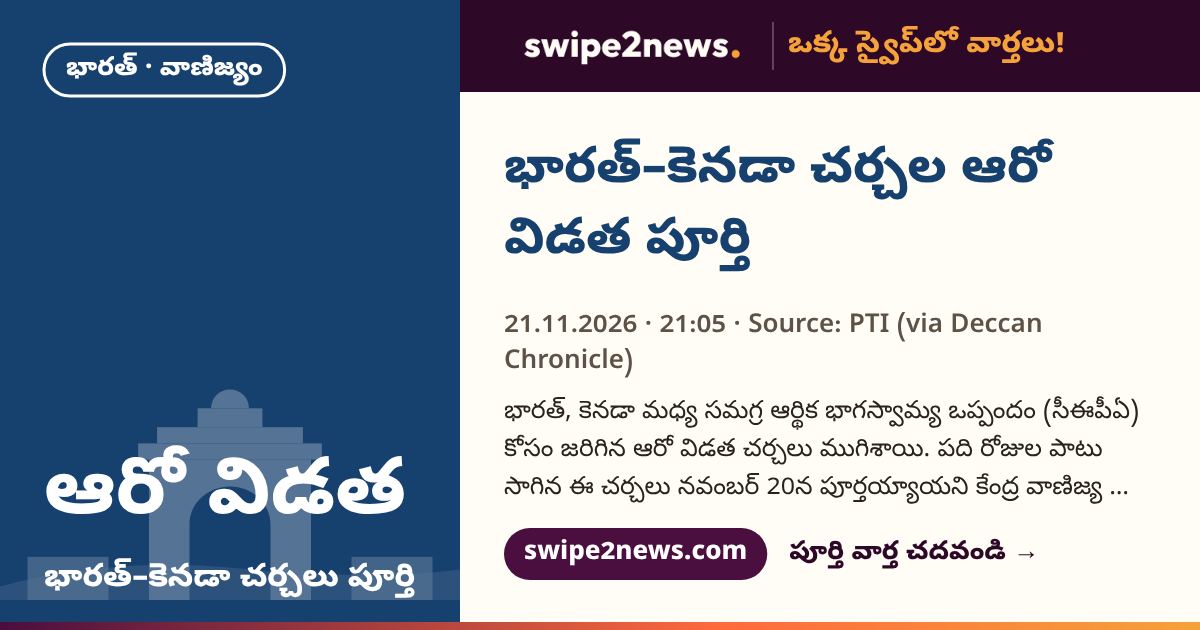 భారత్ · వాణిజ్యం
ఆరో విడత
భారత్–కెనడా చర్చలు పూర్తి
swipe2news.
ఒక్క స్వైప్‌లో వార్తలు!
భారత్–కెనడా చర్చల ఆరో
విడత పూర్తి
21.11.2026 · 21:05 · Source: PTI (via Deccan
Chronicle)
భారత్, కెనడా మధ్య సమగ్ర ఆర్థిక భాగస్వామ్య ఒప్పందం (సీఈపీఏ)
కోసం జరిగిన ఆరో విడత చర్చలు ముగిశాయి. పది రోజుల పాటు
సాగిన ఈ చర్చలు నవంబర్ 20న పూర్తయ్యాయని కేంద్ర వాణిజ్య ...
swipe2news.com
పూర్తి వార్త చదవండి →